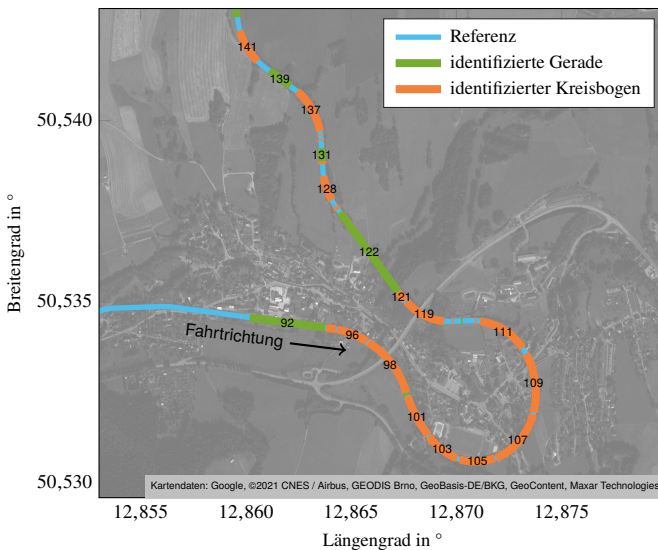 Referenz
identifizierte Gerade
identifizierter Kreisbogen
141
139
137
50,540
131
128
122
121
119
111
50,535
92
Fahrtrichtung
96
98
109
101
107
103
105
50,530
Kartendaten: Google, ©2021 CNES / Airbus, GEODIS Brno, GeoBasis-DE/BKG, GeoContent, Maxar Technologies
12,855 12,860 12,865 12,870 12,875
Längengrad in °
Breitengrad in °